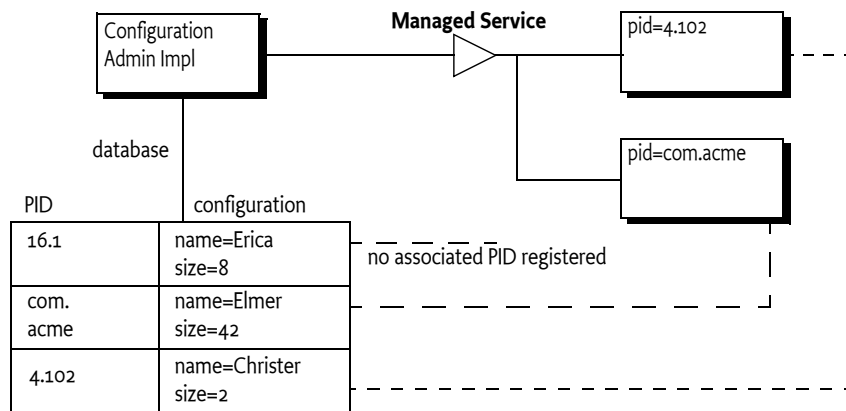 Configuration
Admin Impl
Managed Service
pid=4.102
pid=com.acme
database
PID
configuration
16.1
name=Erica
size=8
no associated PID registered
com.
acme
name=Elmer
size=42
4.102
name=Christer
size=2